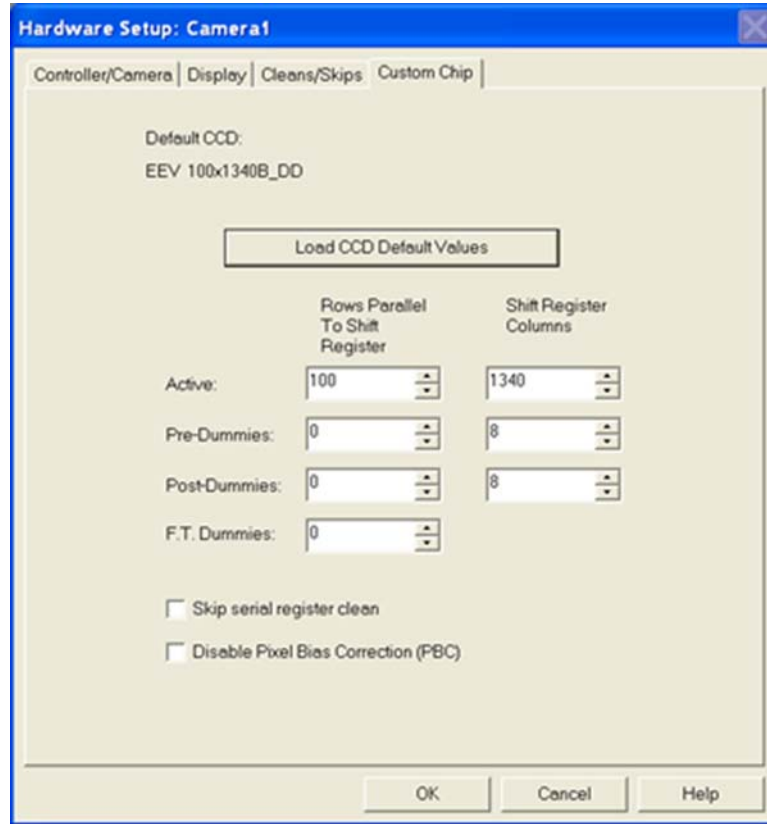 Hardware Setup: Camera1
Controller/Camera Display Cleans/Skips Custom Chip
Default CCD:
EEV 100x1340B_DD
Load CCD Default Values
Rows Parallel
To Shift
Register
Shift Register
Columns
Active: 100 1340
Pre-Dummies: 0 8
Post-Dummies: 0 8
F.T. Dummies: 0
Skip serial register clean
Disable Pixel Bias Correction (PBC)
OK Cancel Help